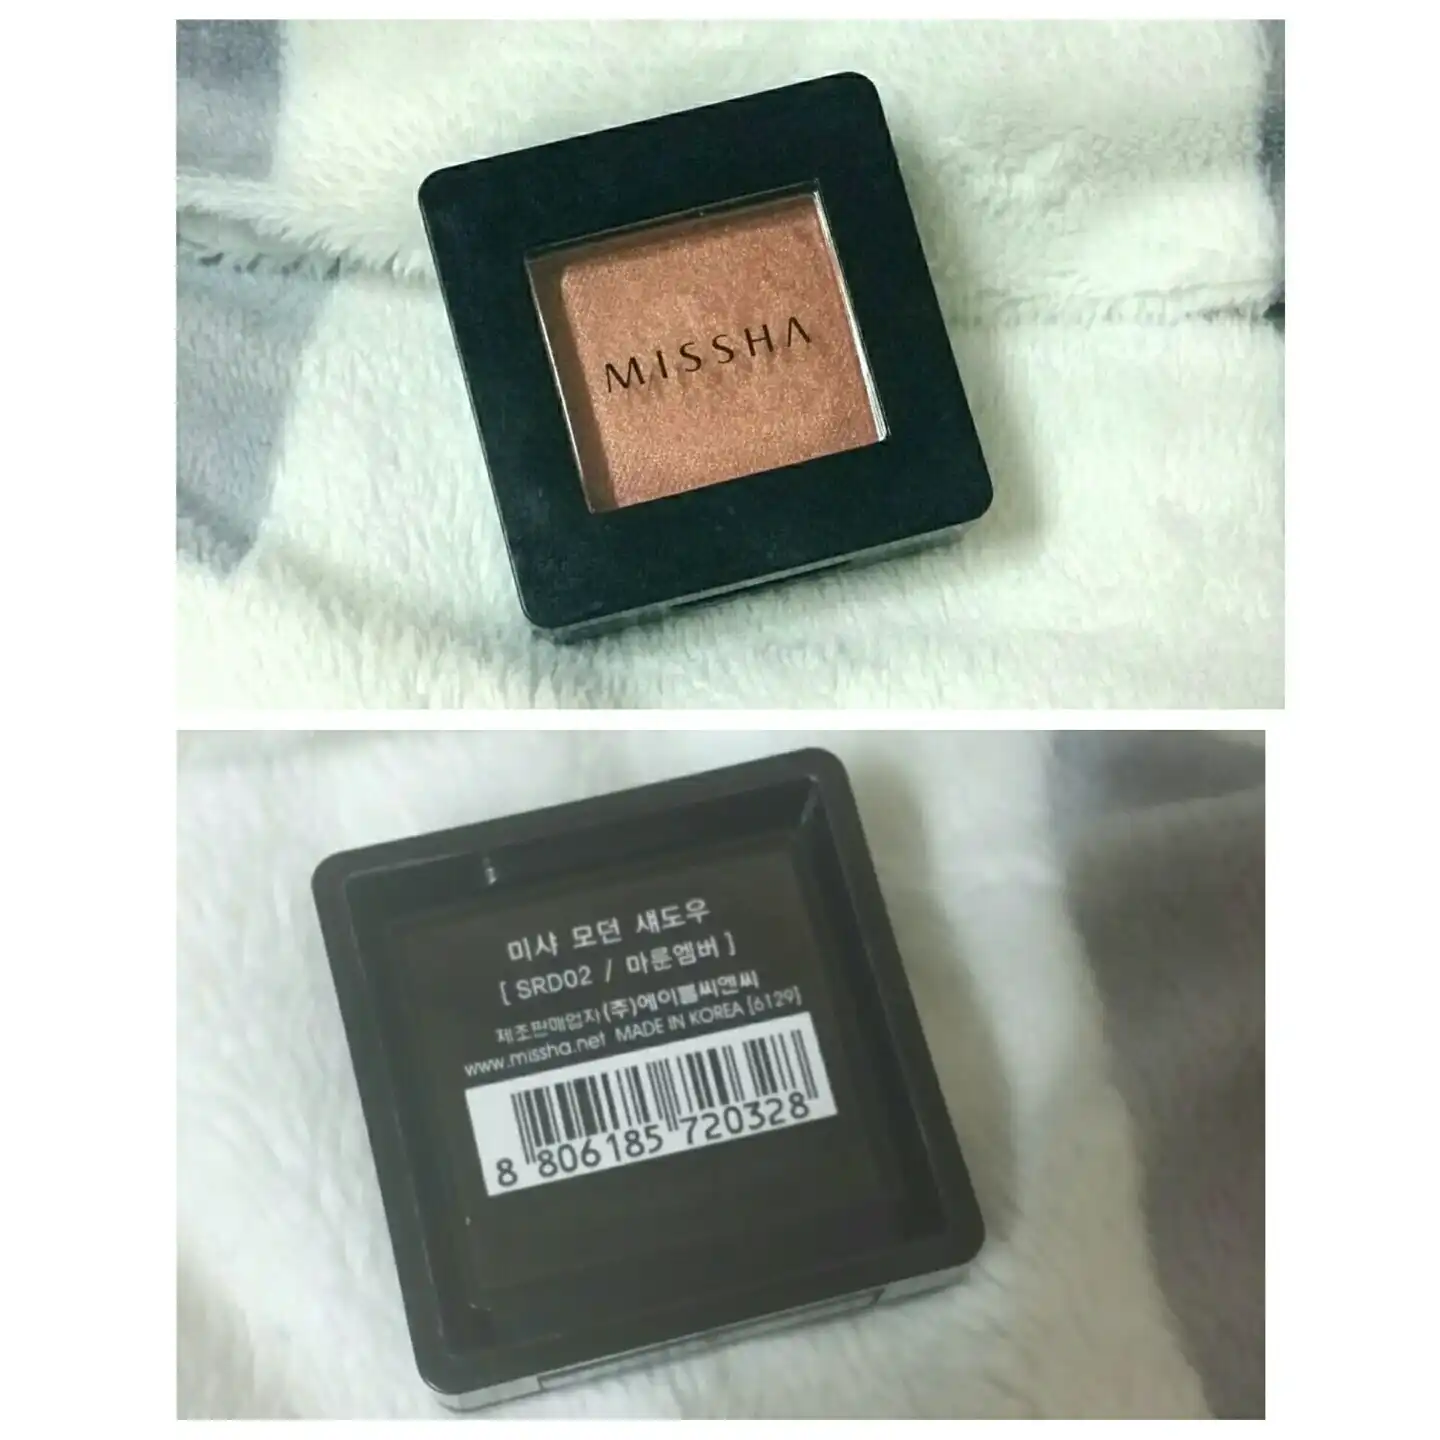 MISSHA
미샤 모던 섀도우
[ SRD02 / 마룬엠버 ]
제조판매업자(주)에이블씨엔씨
www.missha.net MADE IN KOREA [6129]
8 806185 720328